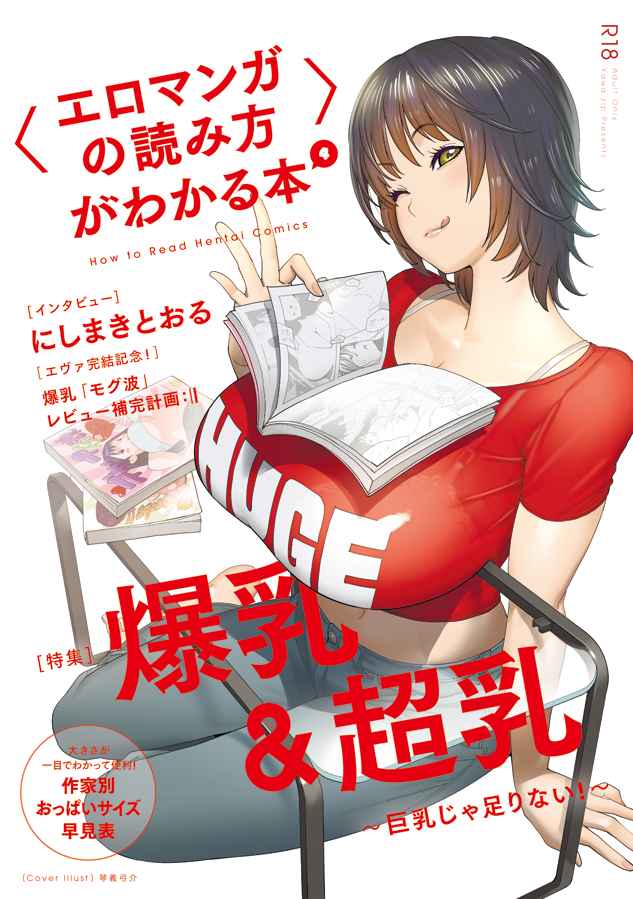 R18
Adult Only
Yawa/ロ Presents
〈エロマンガ
の読み方
がわかる本+〉
How to Read Hentai Comics
［インタビュー］
にしまきとおる
［エヴァ完結記念！］
爆乳「モグ波」
レビュー補完計画:||
HUGE
［特集］
爆乳
&超乳
～巨乳じゃ足りない！～
大きさが
一目でわかって便利！
作家別
おっぱいサイズ
早見表
［Cover Illust］琴義弓介